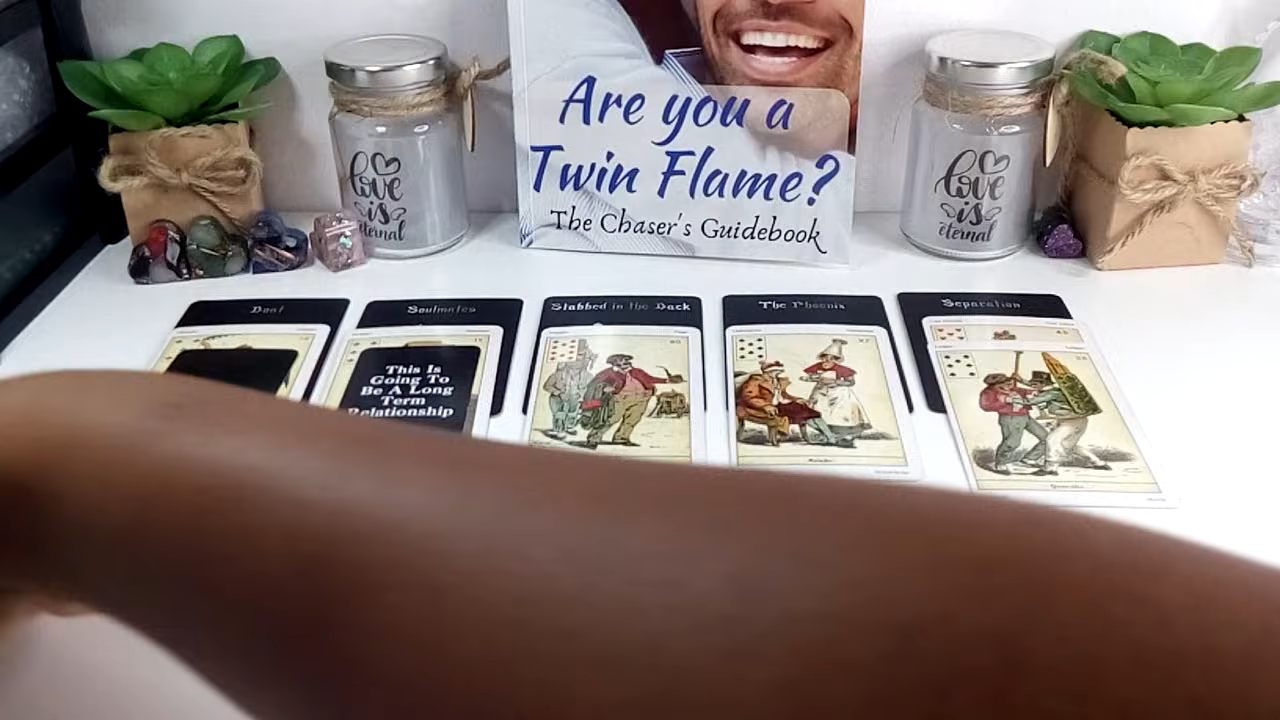 Are you a
Twin Flame?
The Chaser's Guidebook
love
is
eternal
love
is
eternal
Soulmates
Stabbed in the Back
The Phoenix
Separation
This Is
Going To
Be A Long
Term
Relationship